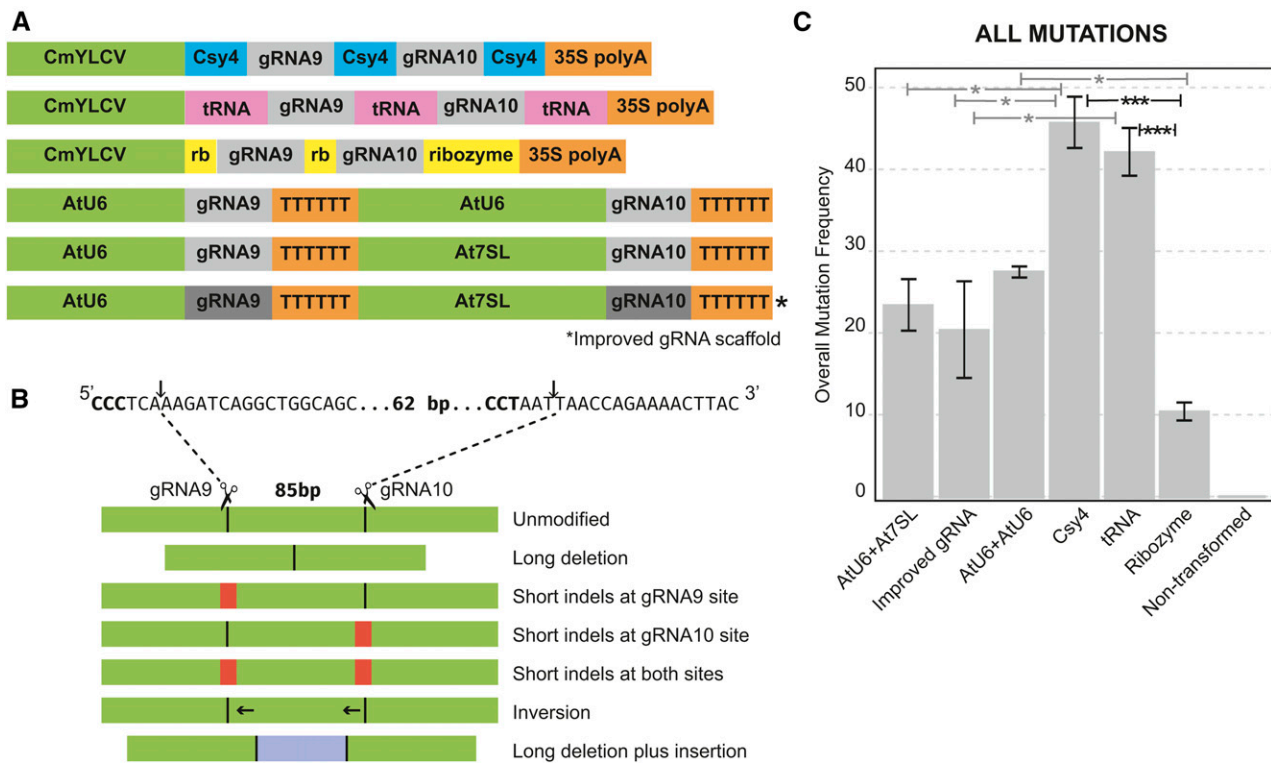 A
CmYLCV Csy4 gRNA9 Csy4 gRNA10 Csy4 35S polyA
CmYLCV tRNA gRNA9 tRNA gRNA10 tRNA 35S polyA
CmYLCV rb gRNA9 rb gRNA10 ribozyme 35S polyA
AtU6 gRNA9 TTTTTT AtU6 gRNA10 TTTTTT
AtU6 gRNA9 TTTTTT At7SL gRNA10 TTTTTT
AtU6 gRNA9 TTTTTT At7SL gRNA10 TTTTTT *
*Improved gRNA scaffold
B
5' CCCTCAAAGATCAGGCTGGCAGC...62 bp...CCTAATTAACCAGAAAACTTAC 3'
gRNA9 85bp gRNA10
Unmodified
Long deletion
Short indels at gRNA9 site
Short indels at gRNA10 site
Short indels at both sites
Inversion
Long deletion plus insertion
C
ALL MUTATIONS
Overall Mutation Frequency
50
40
30
20
10
0
*
*
*
***
*
***
AtU6+At7SL
Improved gRNA
AtU6+AtU6
Csy4
tRNA
Ribozyme
Non-transformed